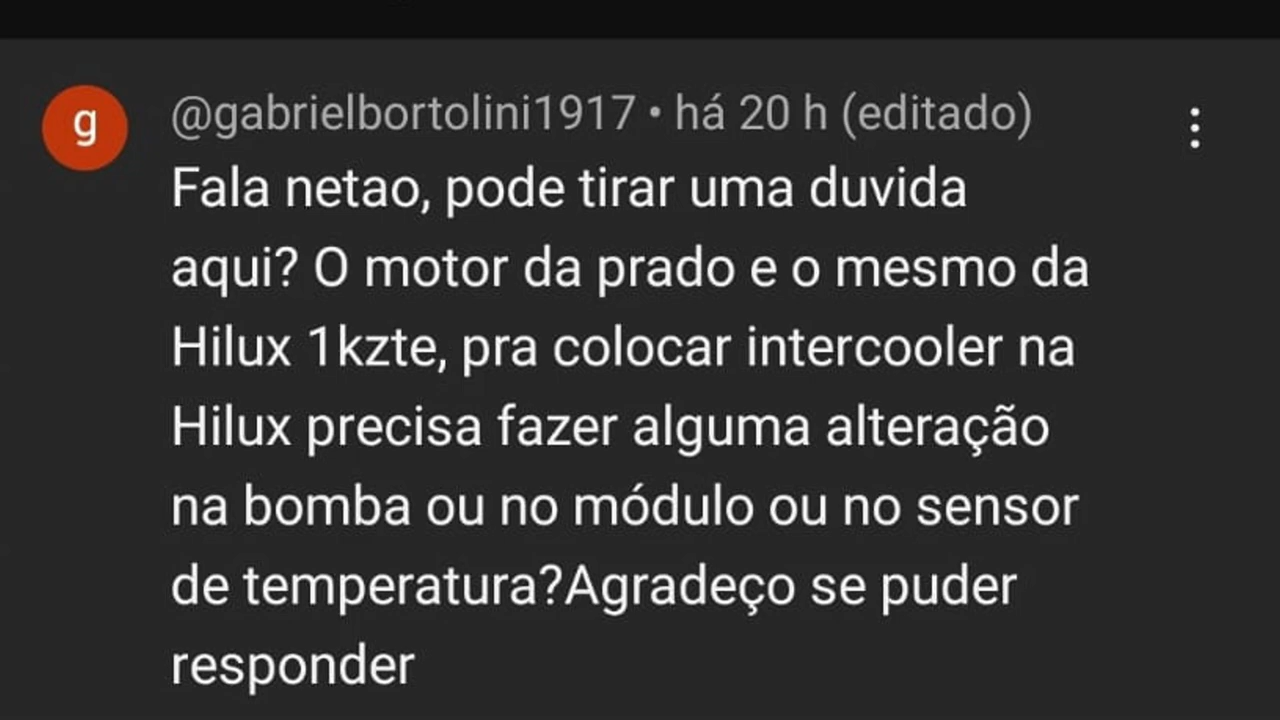 g
@gabrielbortolini1917 • há 20 h (editado)
Fala netao, pode tirar uma duvida
aqui? O motor da prado e o mesmo da
Hilux 1kzte, pra colocar intercooler na
Hilux precisa fazer alguma alteração
na bomba ou no módulo ou no sensor
de temperatura?Agradeço se puder
responder